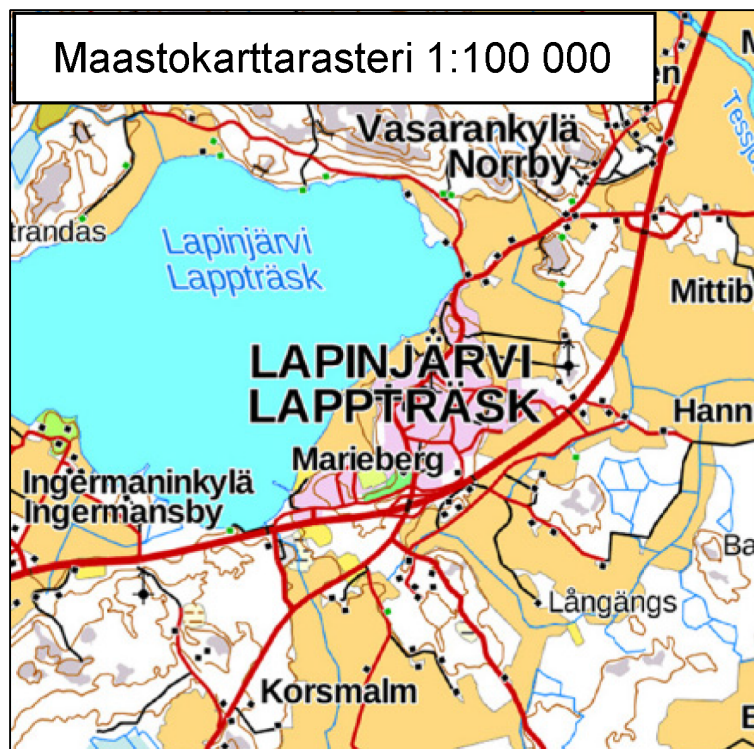 Maastokarttarasteri 1:100 000
Vasarankylä
Norrby
trandas
Lapinjärvi
Lappträsk
Mittib
LAPINJÄRVI
LAPPTRÄSK
Hann
Marieberg
Ingermaninkylä
Ingermansby
Långängs
Korsmalm